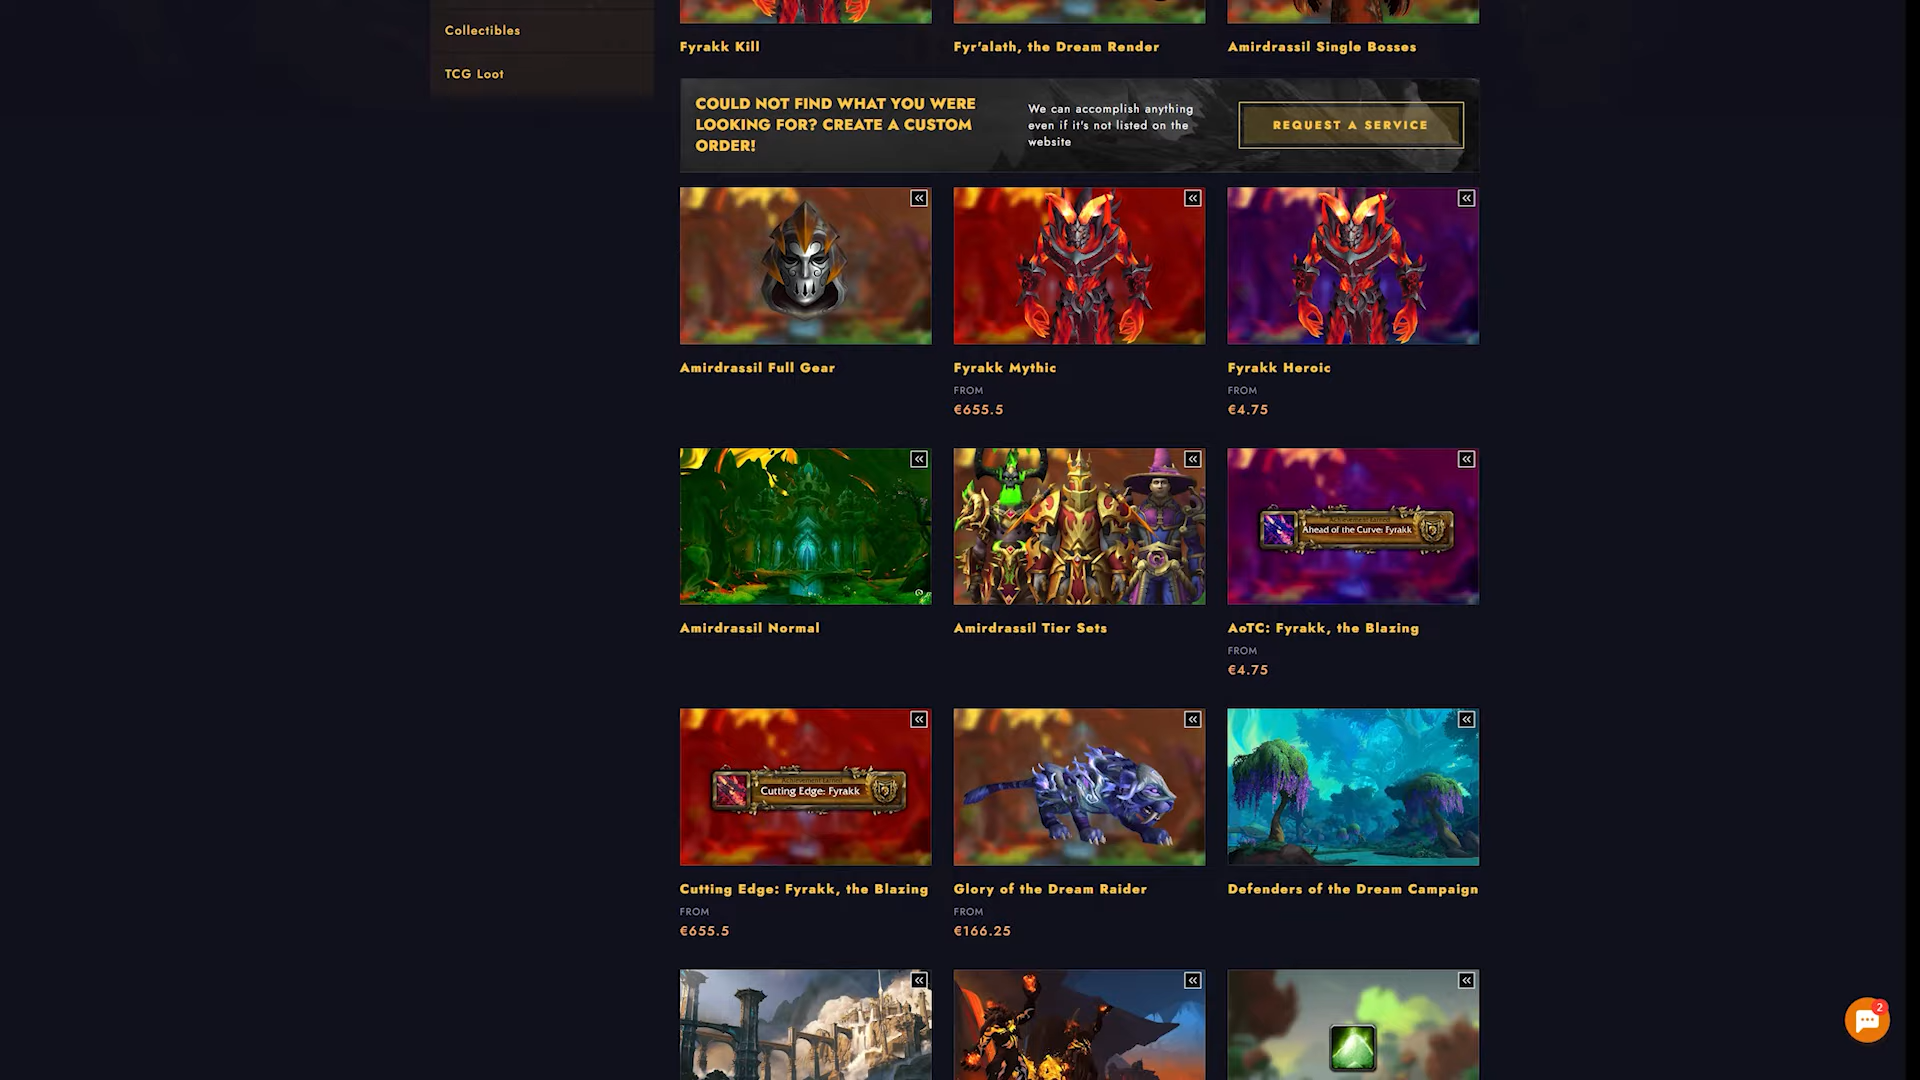 Collectibles
TCG Loot
Fyrakk Kill
Fyr'alath, the Dream Render
Amirdrassil Single Bosses
COULD NOT FIND WHAT YOU WERE
LOOKING FOR? CREATE A CUSTOM
ORDER!
We can accomplish anything
even if it's not listed on the
website
REQUEST A SERVICE
Amirdrassil Full Gear
Fyrakk Mythic
FROM
€655.5
Fyrakk Heroic
FROM
€4.75
Achievement Earned
Ahead of the Curve: Fyrakk
Amirdrassil Normal
Amirdrassil Tier Sets
AoTC: Fyrakk, the Blazing
FROM
€4.75
Achievement Earned
Cutting Edge: Fyrakk
Cutting Edge: Fyrakk, the Blazing
FROM
€655.5
Glory of the Dream Raider
FROM
€166.25
Defenders of the Dream Campaign
2